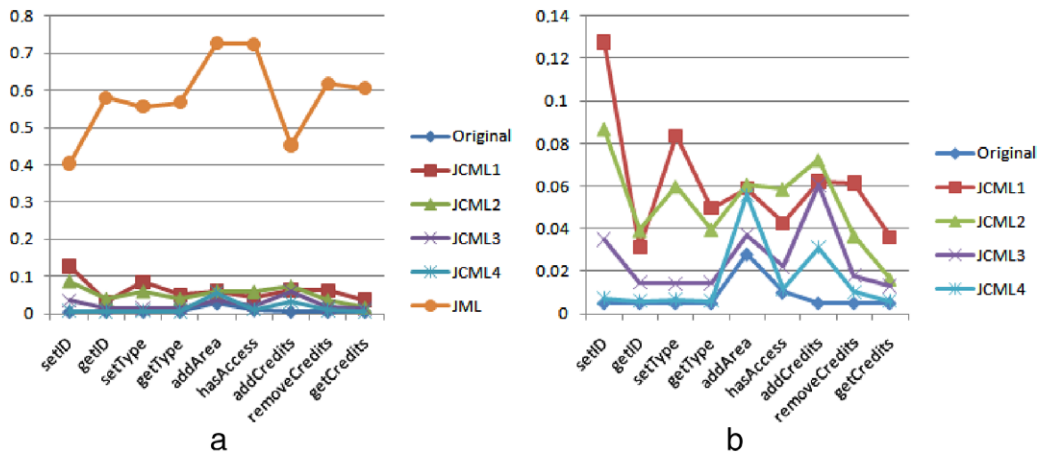 0.8
0.7
0.6
0.5
0.4
0.3
0.2
0.1
0
setID
getID
setType
getType
addArea
hasAccess
addCredits
removeCredits
getCredits
Original
JCML1
JCML2
JCML3
JCML4
JML
a
0.14
0.12
0.1
0.08
0.06
0.04
0.02
0
setID
getID
setType
getType
addArea
hasAccess
addCredits
removeCredits
getCredits
Original
JCML1
JCML2
JCML3
JCML4
b